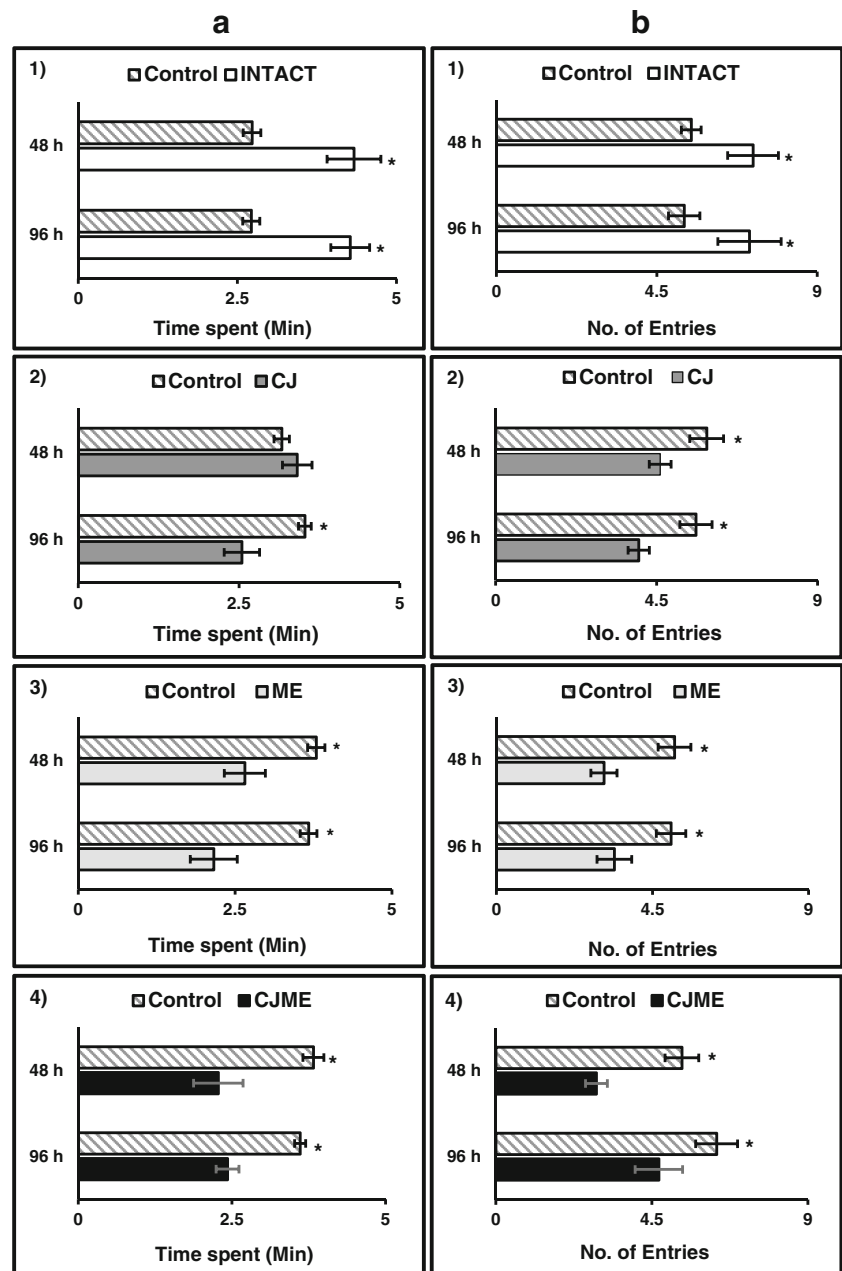 a
1)
Control INTACT
48 h
*
96 h
*
0 2.5 5
Time spent (Min)
2)
Control CJ
48 h
96 h
*
0 2.5 5
Time spent (Min)
3)
Control ME
48 h
*
96 h
*
0 2.5 5
Time spent (Min)
4)
Control CJME
48 h
*
96 h
*
0 2.5 5
Time spent (Min)
b
1)
Control INTACT
48 h
*
96 h
*
0 4.5 9
No. of Entries
2)
Control CJ
48 h
*
96 h
*
0 4.5 9
No. of Entries
3)
Control ME
48 h
*
96 h
*
0 4.5 9
No. of Entries
4)
Control CJME
48 h
*
96 h
*
0 4.5 9
No. of Entries